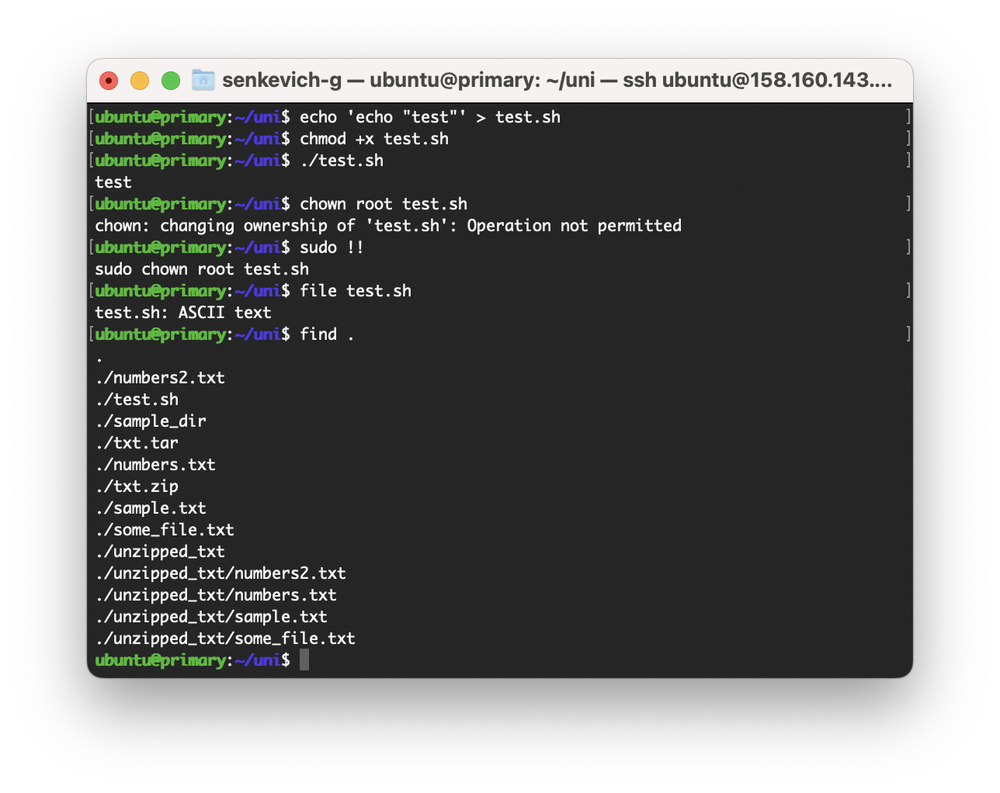 senkevich-g — ubuntu@primary: ~/uni — ssh ubuntu@158.160.143....
[ubuntu@primary:~/uni$ echo 'echo "test"' > test.sh ]
[ubuntu@primary:~/uni$ chmod +x test.sh ]
[ubuntu@primary:~/uni$ ./test.sh ]
test
[ubuntu@primary:~/uni$ chown root test.sh ]
chown: changing ownership of 'test.sh': Operation not permitted
[ubuntu@primary:~/uni$ sudo !! ]
sudo chown root test.sh
[ubuntu@primary:~/uni$ file test.sh ]
test.sh: ASCII text
[ubuntu@primary:~/uni$ find . ]
.
./numbers2.txt
./test.sh
./sample_dir
./txt.tar
./numbers.txt
./txt.zip
./sample.txt
./some_file.txt
./unzipped_txt
./unzipped_txt/numbers2.txt
./unzipped_txt/numbers.txt
./unzipped_txt/sample.txt
./unzipped_txt/some_file.txt
ubuntu@primary:~/uni$